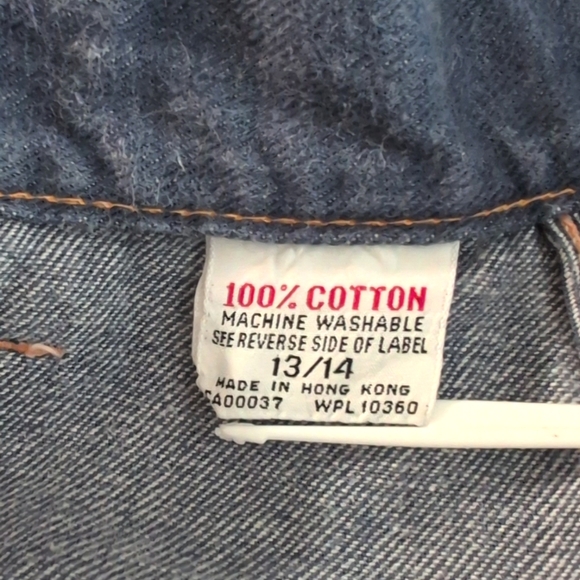 100% COTTON
MACHINE WASHABLE
SEE REVERSE SIDE OF LABEL
13/14
MADE IN HONG KONG
CA00037 WPL 10360